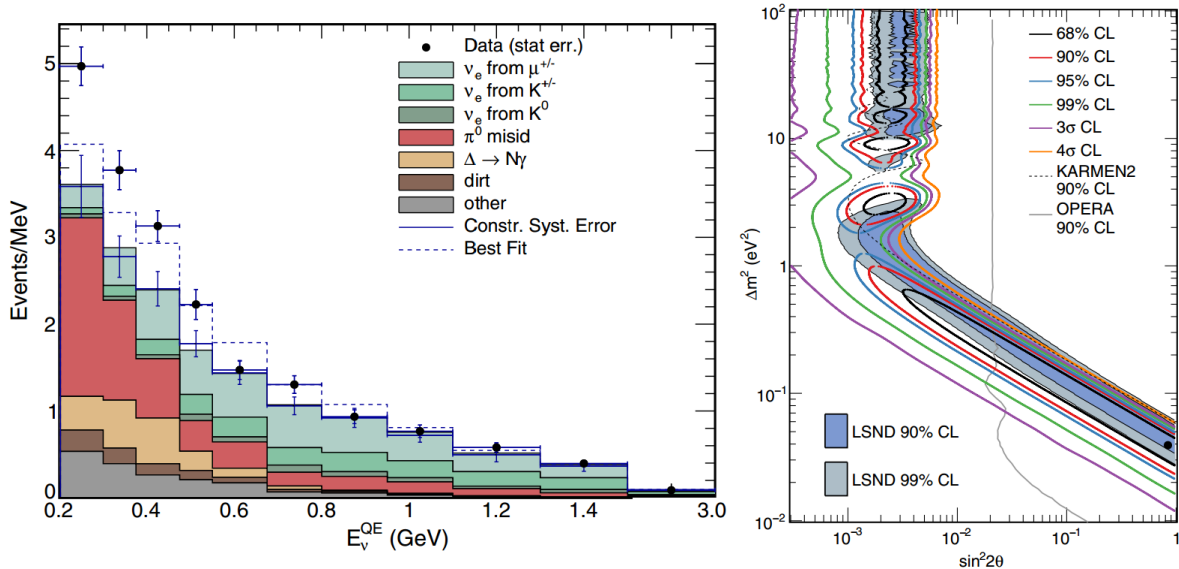 Events/MeV
5
4
3
2
1
0
Data (stat err.)
νₑ from μ⁺/⁻
νₑ from K⁺/⁻
νₑ from K⁰
π⁰ misid
Δ → Nγ
dirt
other
Constr. Syst. Error
Best Fit
0.2 0.4 0.6 0.8 1.0 1.2 1.4 3.0
E_ν^QE (GeV)
Δm² (eV²)
10²
10
1
10⁻¹
10⁻²
68% CL
90% CL
95% CL
99% CL
3σ CL
4σ CL
KARMEN2
90% CL
OPERA
90% CL
LSND 90% CL
LSND 99% CL
10⁻³ 10⁻² 10⁻¹ 1
sin²2θ